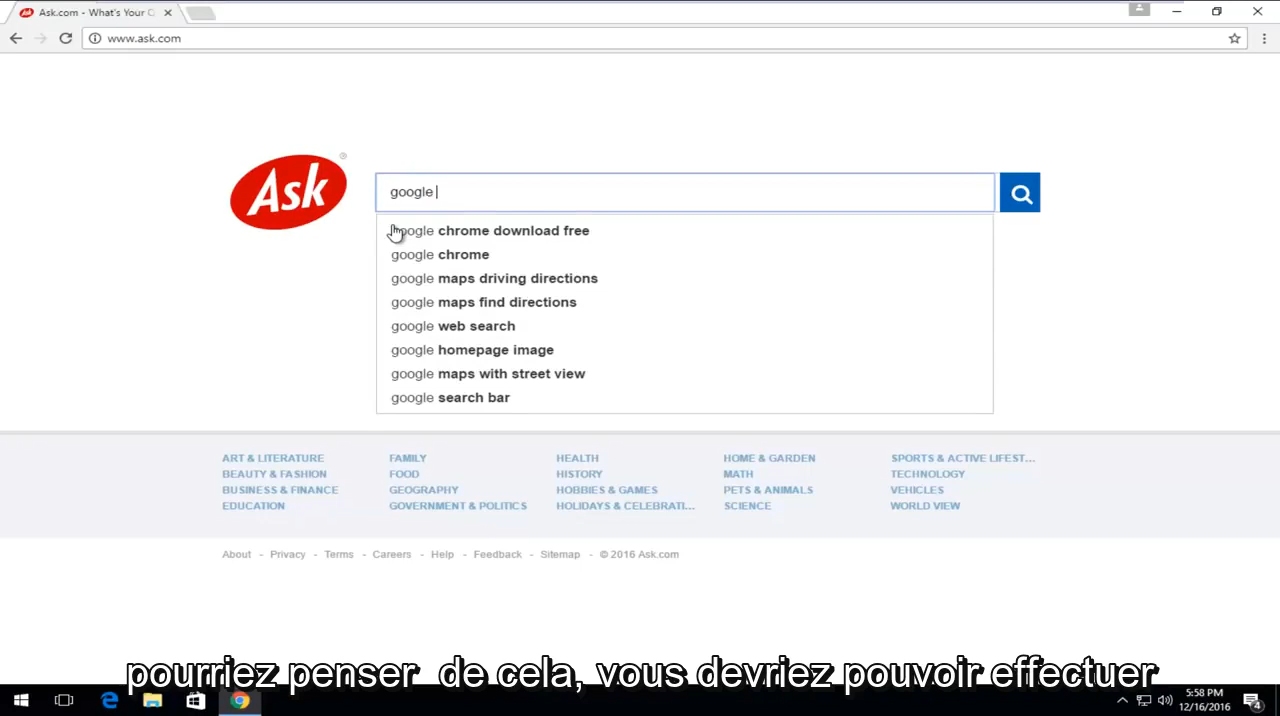 Ask.com - What's Your Q
www.ask.com
Ask
®
google
google chrome download free
google chrome
google maps driving directions
google maps find directions
google web search
google homepage image
google maps with street view
google search bar
ART & LITERATURE FAMILY HEALTH HOME & GARDEN SPORTS & ACTIVE LIFEST...
BEAUTY & FASHION FOOD HISTORY MATH TECHNOLOGY
BUSINESS & FINANCE GEOGRAPHY HOBBIES & GAMES PETS & ANIMALS VEHICLES
EDUCATION GOVERNMENT & POLITICS HOLIDAYS & CELEBRATI... SCIENCE WORLD VIEW
About - Privacy - Terms - Careers - Help - Feedback - Sitemap - © 2016 Ask.com
pourriez penser de cela, vous devriez pouvoir effectuer
5:58 PM
12/16/2016
4